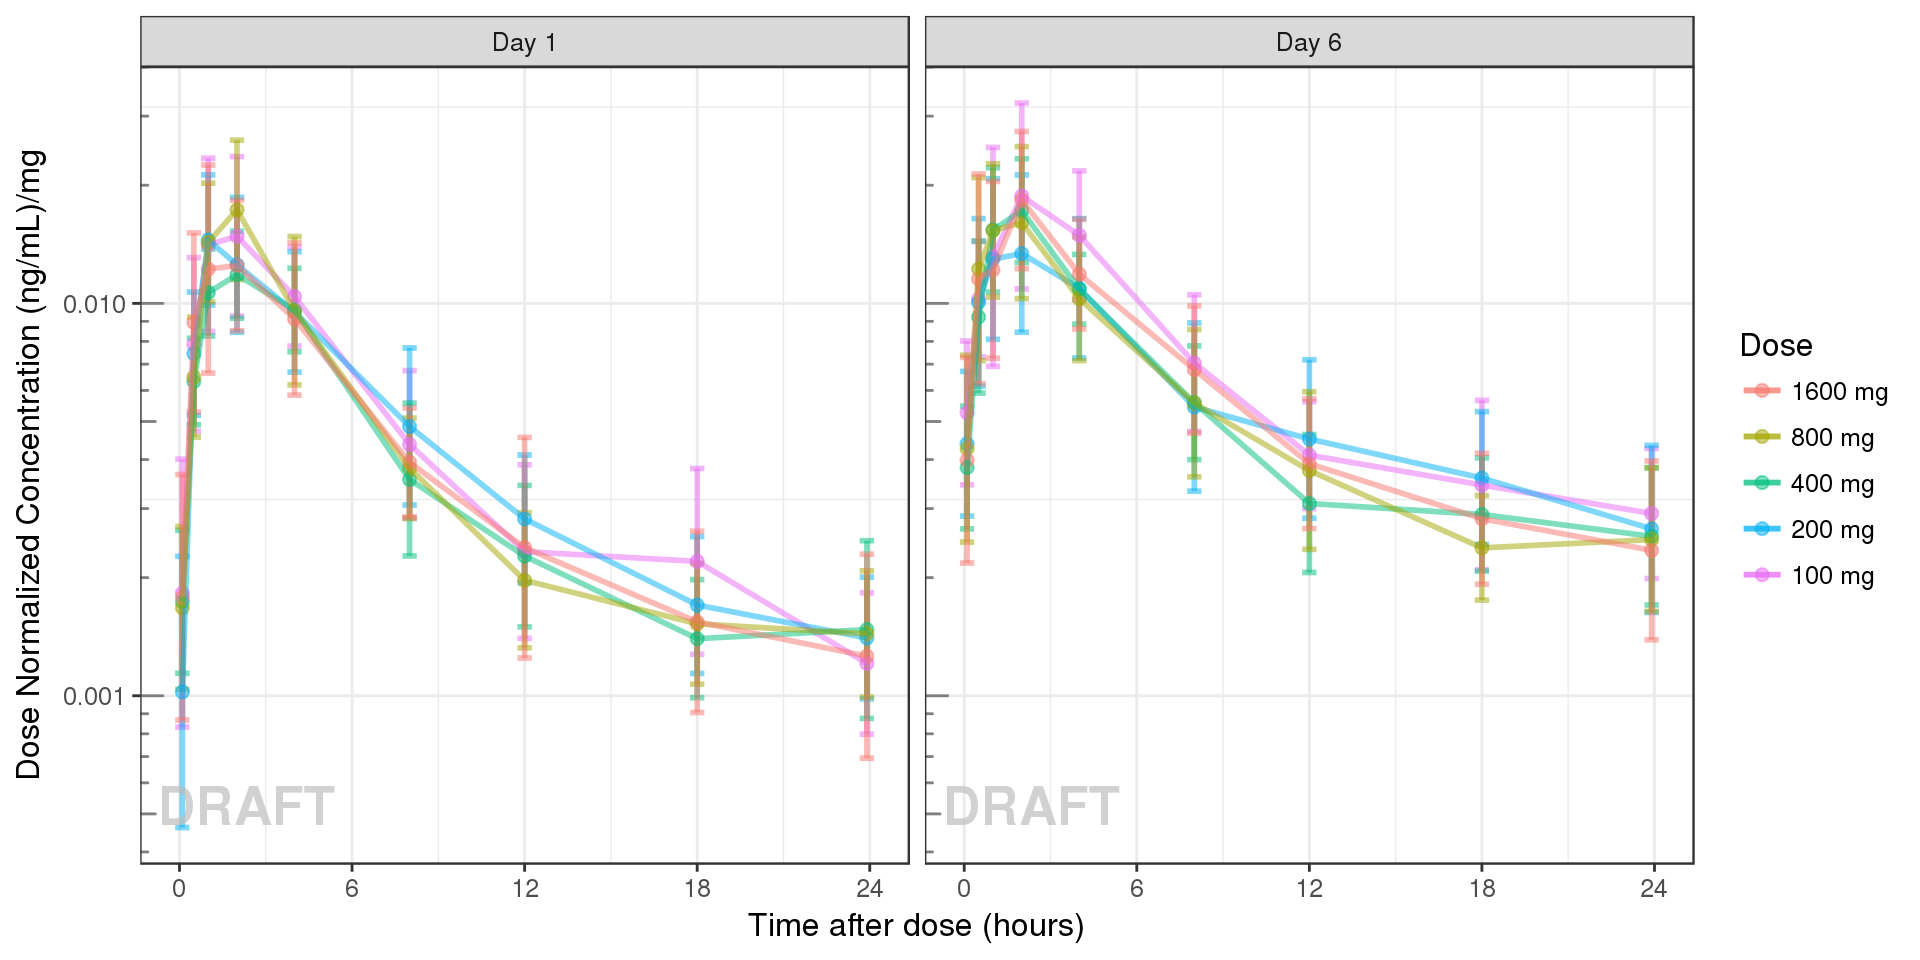 Day 1
Day 6
Dose Normalized Concentration (ng/mL)/mg
0.010
0.001
DRAFT
DRAFT
0 6 12 18 24
0 6 12 18 24
Time after dose (hours)
Dose
1600 mg
800 mg
400 mg
200 mg
100 mg